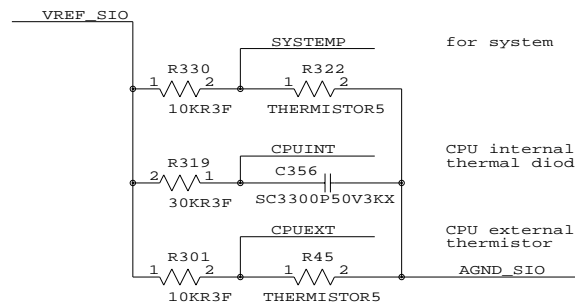 VREF_SIO
SYSTEMP for system
R330 R322
1 2 1 2
10KR3F THERMISTOR5
CPUINT CPU internal
thermal diod
R319 C356
2 1
30KR3F SC3300P50V3KX
CPUEXT CPU external
thermistor
R301 R45
1 2 1 2 AGND_SIO
10KR3F THERMISTOR5